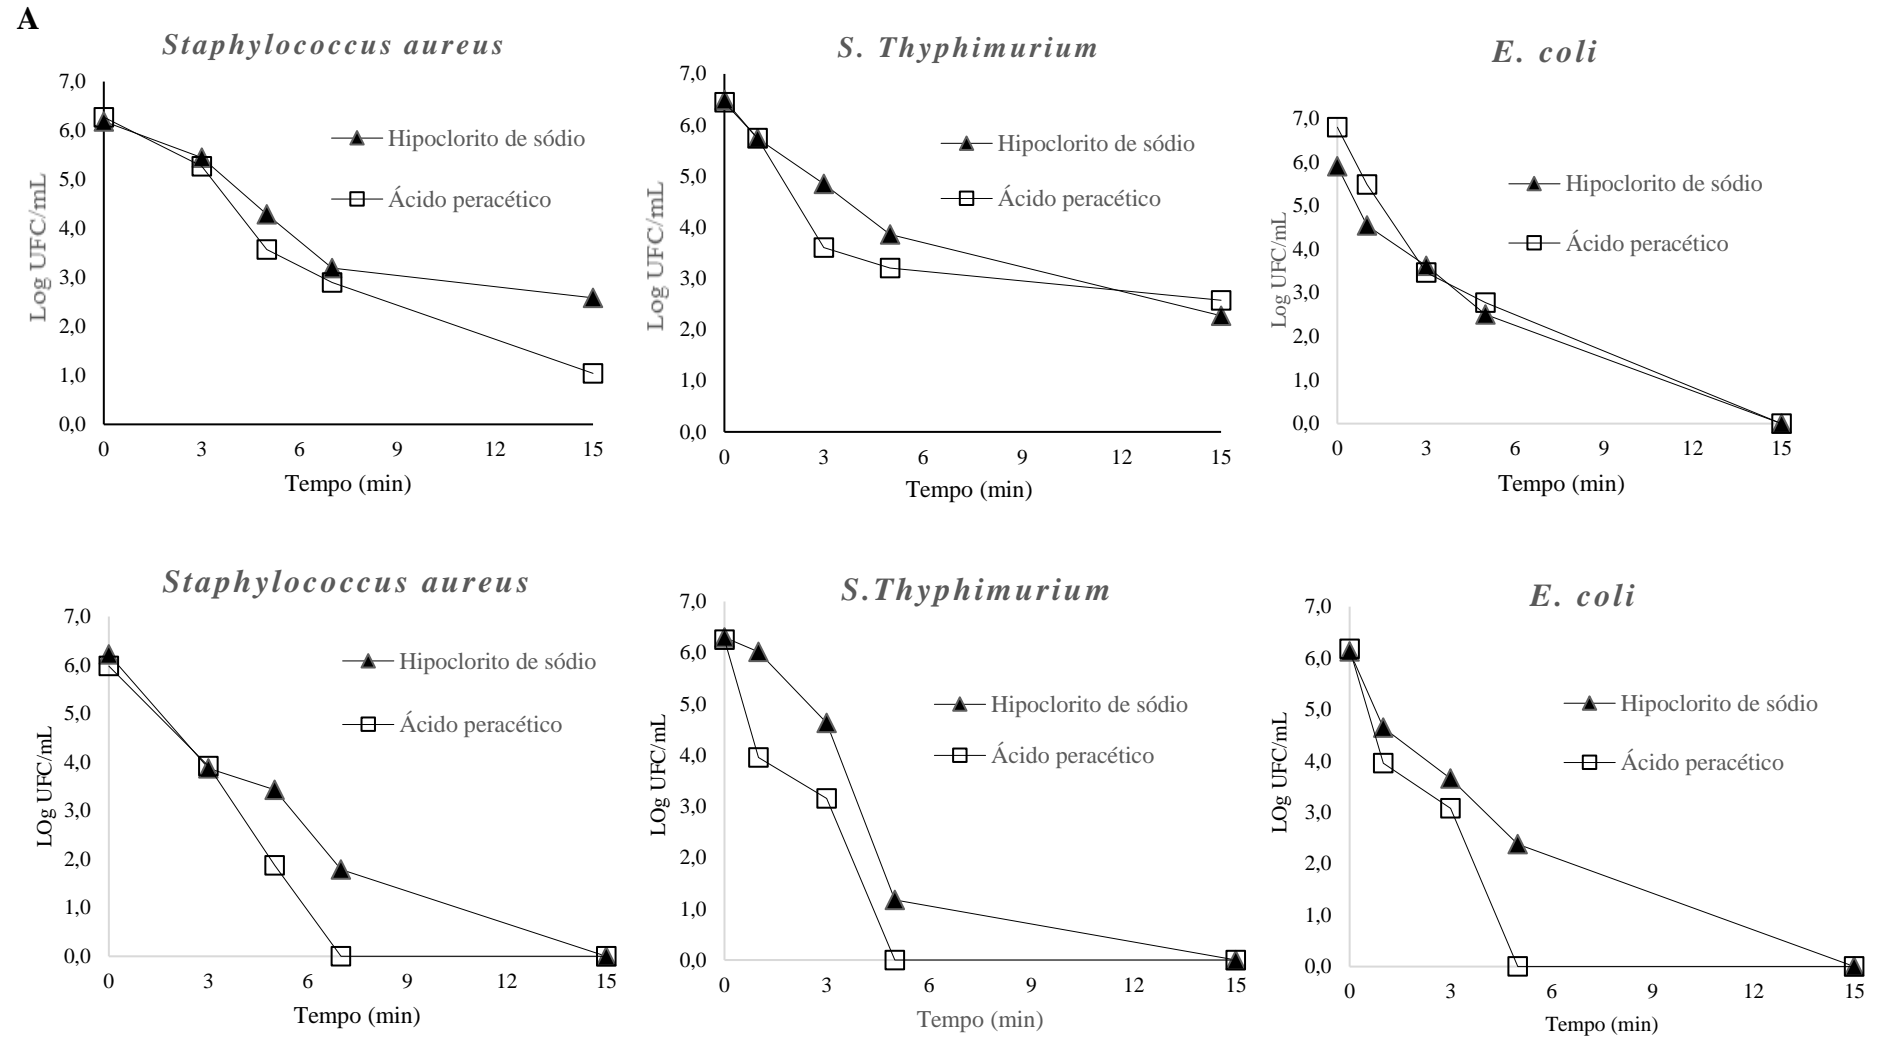 A
Staphylococcus aureus
7,0
6,0
5,0
4,0
3,0
2,0
1,0
0,0
Log UFC/mL
Hipoclorito de sódio
Ácido peracético
0 3 6 9 12 15
Tempo (min)
S. Thyphimurium
7,0
6,0
5,0
4,0
3,0
2,0
1,0
0,0
Log UFC/mL
Hipoclorito de sódio
Ácido peracético
0 3 6 9 12 15
Tempo (min)
E. coli
7,0
6,0
5,0
4,0
3,0
2,0
1,0
0,0
Log UFC/mL
Hipoclorito de sódio
Ácido peracético
0 3 6 9 12 15
Tempo (min)
Staphylococcus aureus
7,0
6,0
5,0
4,0
3,0
2,0
1,0
0,0
LOg UFC/mL
Hipoclorito de sódio
Ácido peracético
0 3 6 9 12 15
Tempo (min)
S.Thyphimurium
7,0
6,0
5,0
4,0
3,0
2,0
1,0
0,0
LOg UFC/mL
Hipoclorito de sódio
Ácido peracético
0 3 6 9 12 15
Tempo (min)
E. coli
7,0
6,0
5,0
4,0
3,0
2,0
1,0
0,0
LOg UFC/mL
Hipoclorito de sódio
Ácido peracético
0 3 6 9 12 15
Tempo (min)